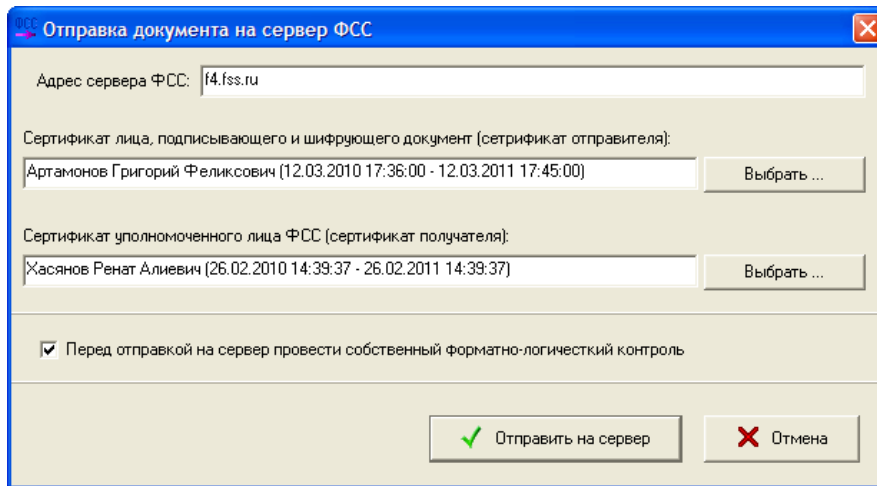 ФСС
Отправка документа на сервер ФСС
Адрес сервера ФСС: f4.fss.ru
Сертификат лица, подписывающего и шифрующего документ (сетрификат отправителя):
Артамонов Григорий Феликсович (12.03.2010 17:36:00 - 12.03.2011 17:45:00) Выбрать ...
Сертификат уполномоченного лица ФСС (сертификат получателя):
Хасянов Ренат Алиевич (26.02.2010 14:39:37 - 26.02.2011 14:39:37) Выбрать ...
Перед отправкой на сервер провести собственный форматно-логичесткий контроль
Отправить на сервер Отмена